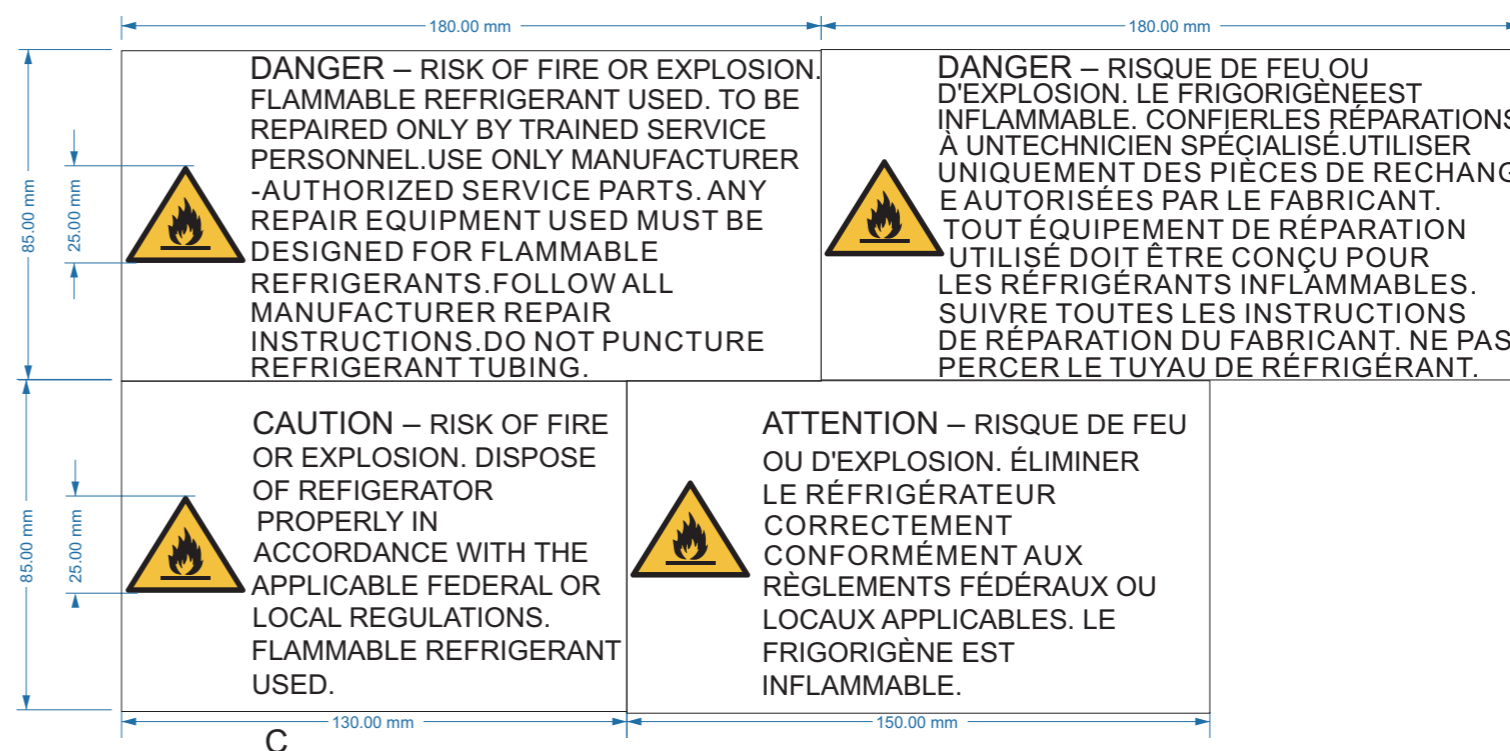 180.00 mm
180.00 mm
85.00 mm
25.00 mm
DANGER – RISK OF FIRE OR EXPLOSION.
FLAMMABLE REFRIGERANT USED. TO BE
REPAIRED ONLY BY TRAINED SERVICE
PERSONNEL.USE ONLY MANUFACTURER
-AUTHORIZED SERVICE PARTS. ANY
REPAIR EQUIPMENT USED MUST BE
DESIGNED FOR FLAMMABLE
REFRIGERANTS.FOLLOW ALL
MANUFACTURER REPAIR
INSTRUCTIONS.DO NOT PUNCTURE
REFRIGERANT TUBING.
DANGER – RISQUE DE FEU OU
D'EXPLOSION. LE FRIGORIGÈNEEST
INFLAMMABLE. CONFIERLES RÉPARATIONS
À UNTECHNICIEN SPÉCIALISÉ.UTILISER
UNIQUEMENT DES PIÈCES DE RECHANG
E AUTORISÉES PAR LE FABRICANT.
TOUT ÉQUIPEMENT DE RÉPARATION
UTILISÉ DOIT ÊTRE CONÇU POUR
LES RÉFRIGÉRANTS INFLAMMABLES.
SUIVRE TOUTES LES INSTRUCTIONS
DE RÉPARATION DU FABRICANT. NE PAS
PERCER LE TUYAU DE RÉFRIGÉRANT.
85.00 mm
25.00 mm
CAUTION – RISK OF FIRE
OR EXPLOSION. DISPOSE
OF REFIGERATOR
PROPERLY IN
ACCORDANCE WITH THE
APPLICABLE FEDERAL OR
LOCAL REGULATIONS.
FLAMMABLE REFRIGERANT
USED.
ATTENTION – RISQUE DE FEU
OU D'EXPLOSION. ÉLIMINER
LE RÉFRIGÉRATEUR
CORRECTEMENT
CONFORMÉMENT AUX
RÈGLEMENTS FÉDÉRAUX OU
LOCAUX APPLICABLES. LE
FRIGORIGÈNE EST
INFLAMMABLE.
130.00 mm
150.00 mm
C